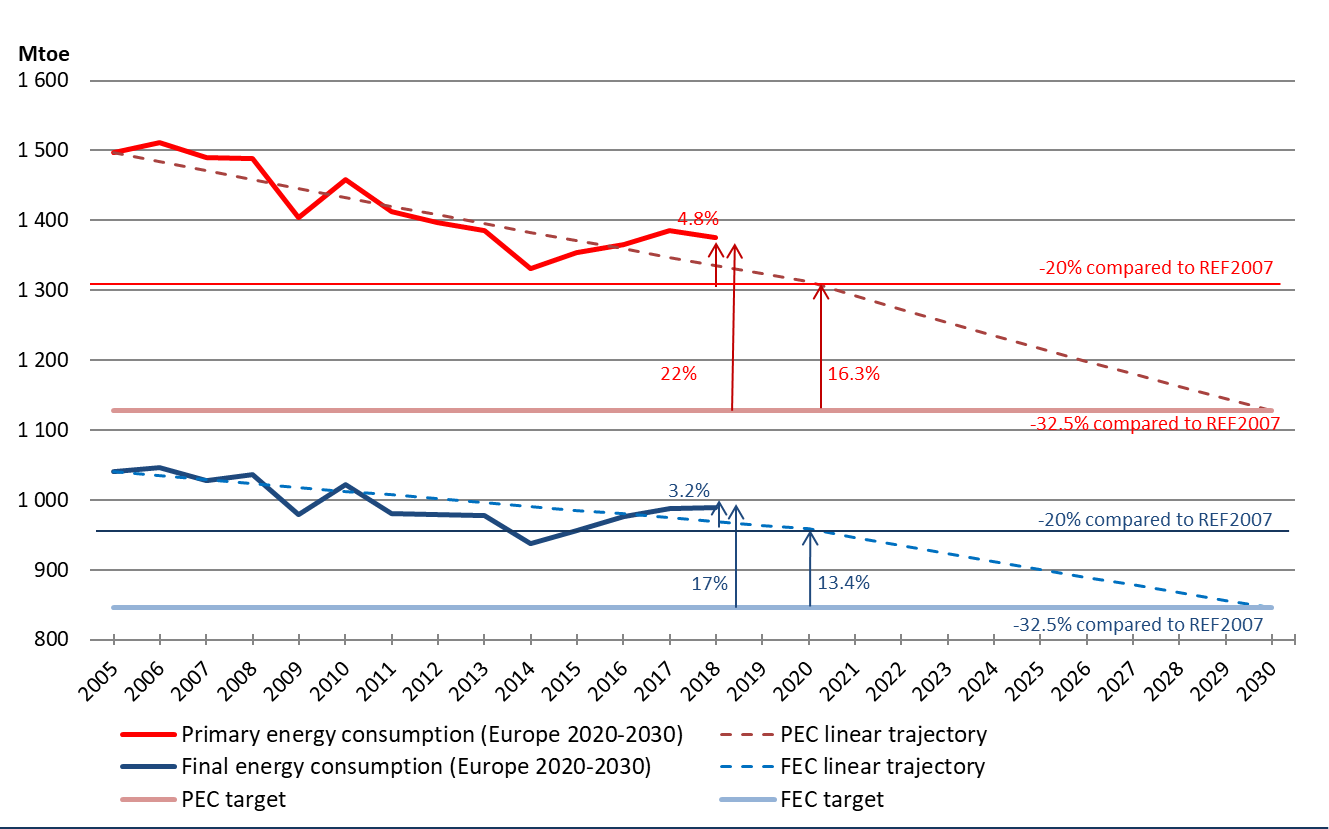 Mtoe
1 600
1 500
1 400
4.8%
-20% compared to REF2007
1 300
1 200
22%
16.3%
-32.5% compared to REF2007
1 100
3.2%
1 000
-20% compared to REF2007
900
17%
13.4%
-32.5% compared to REF2007
800
2005 2006 2007 2008 2009 2010 2011 2012 2013 2014 2015 2016 2017 2018 2019 2020 2021 2022 2023 2024 2025 2026 2027 2028 2029 2030
Primary energy consumption (Europe 2020-2030) PEC linear trajectory
Final energy consumption (Europe 2020-2030) FEC linear trajectory
PEC target FEC target